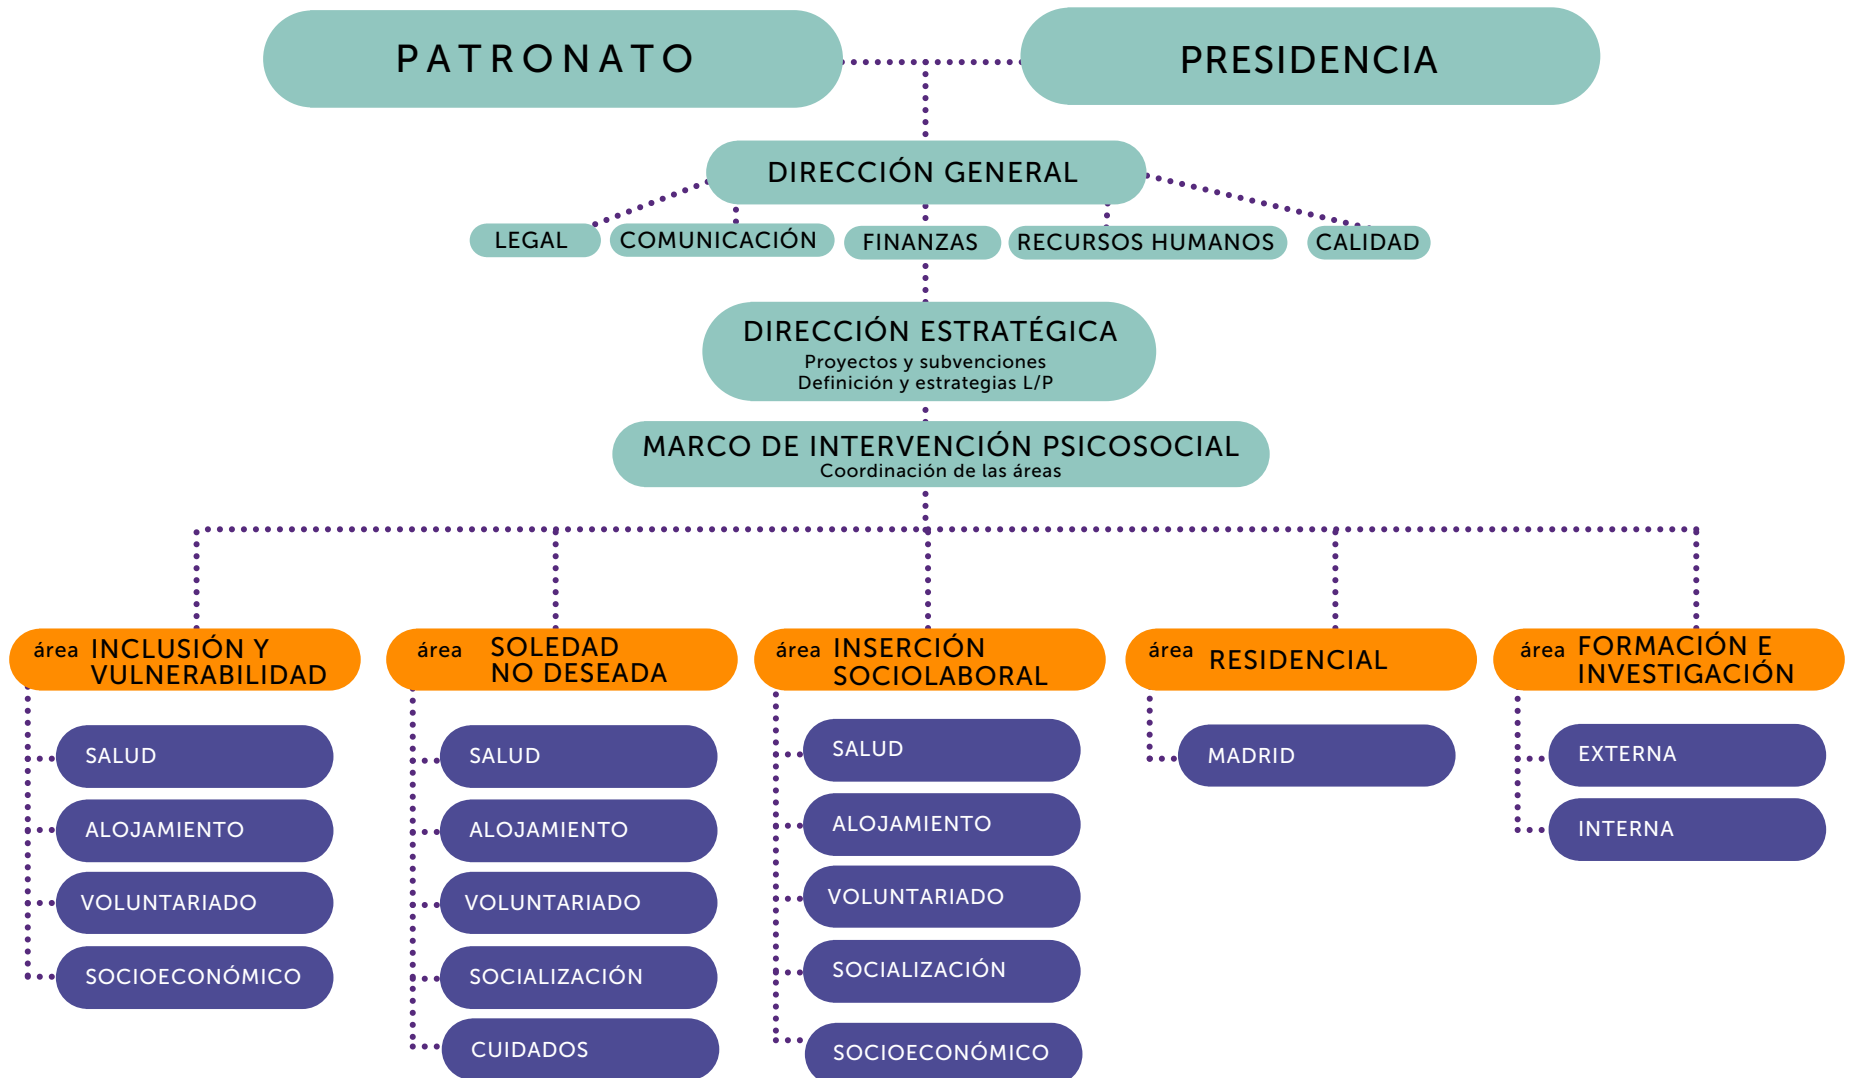 PATRONATO
PRESIDENCIA
DIRECCIÓN GENERAL
LEGAL
COMUNICACIÓN
FINANZAS
RECURSOS HUMANOS
CALIDAD
DIRECCIÓN ESTRATÉGICA
Proyectos y subvenciones
Definición y estrategias L/P
MARCO DE INTERVENCIÓN PSICOSOCIAL
Coordinación de las áreas
área INCLUSIÓN Y
VULNERABILIDAD
SALUD
ALOJAMIENTO
VOLUNTARIADO
SOCIOECONÓMICO
área SOLEDAD
NO DESEADA
SALUD
ALOJAMIENTO
VOLUNTARIADO
SOCIALIZACIÓN
CUIDADOS
área INSERCIÓN
SOCIOLABORAL
SALUD
ALOJAMIENTO
VOLUNTARIADO
SOCIALIZACIÓN
SOCIOECONÓMICO
área RESIDENCIAL
MADRID
área FORMACIÓN E
INVESTIGACIÓN
EXTERNA
INTERNA